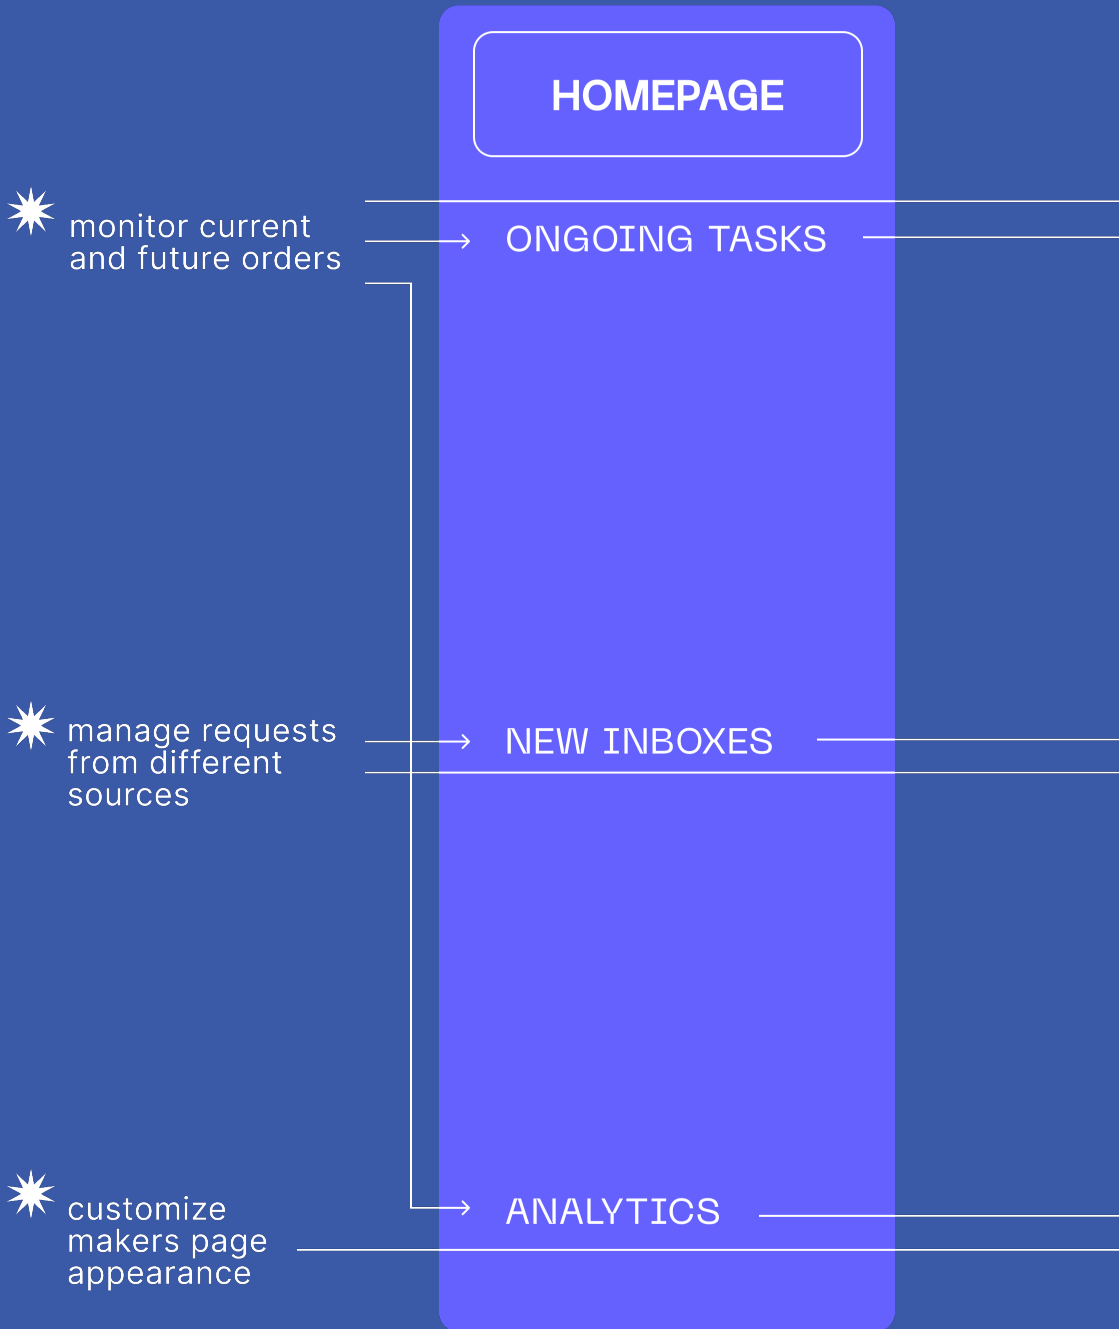 HOMEPAGE
monitor current
and future orders
ONGOING TASKS
manage requests
from different
sources
NEW INBOXES
customize
makers page
appearance
ANALYTICS